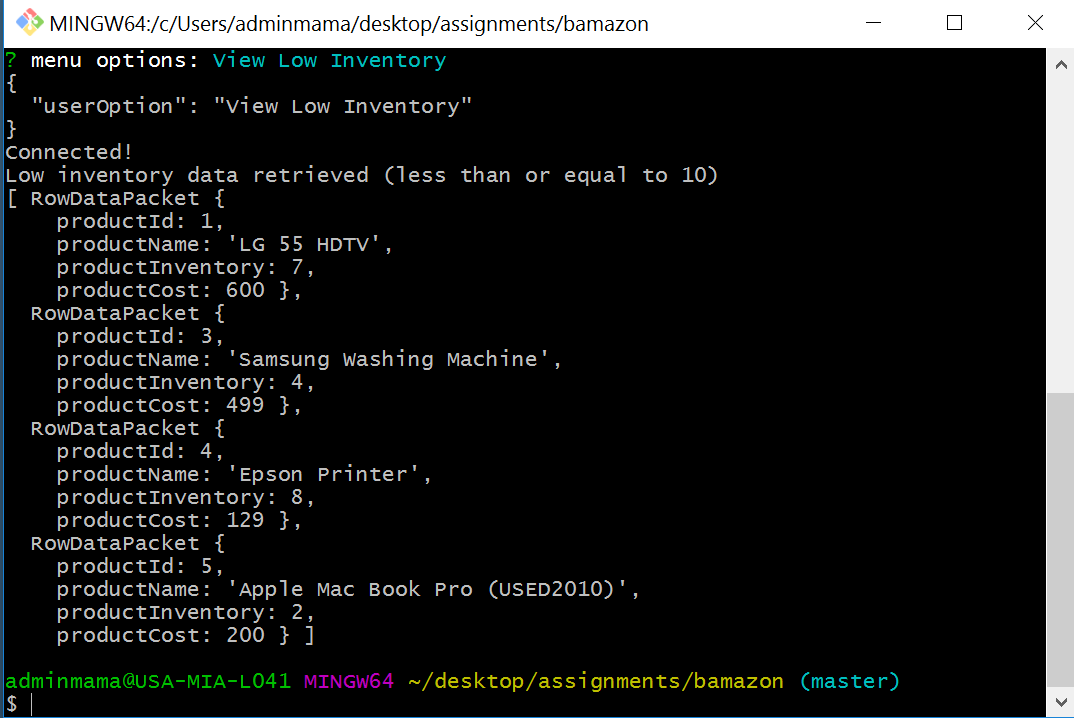 MINGW64:/c/Users/adminmama/desktop/assignments/bamazon
? menu options: View Low Inventory
{
  "userOption": "View Low Inventory"
}
Connected!
Low inventory data retrieved (less than or equal to 10)
[ RowDataPacket {
    productId: 1,
    productName: 'LG 55 HDTV',
    productInventory: 7,
    productCost: 600 },
  RowDataPacket {
    productId: 3,
    productName: 'Samsung Washing Machine',
    productInventory: 4,
    productCost: 499 },
  RowDataPacket {
    productId: 4,
    productName: 'Epson Printer',
    productInventory: 8,
    productCost: 129 },
  RowDataPacket {
    productId: 5,
    productName: 'Apple Mac Book Pro (USED2010)',
    productInventory: 2,
    productCost: 200 } ]
adminmama@USA-MIA-L041 MINGW64 ~/desktop/assignments/bamazon (master)
$